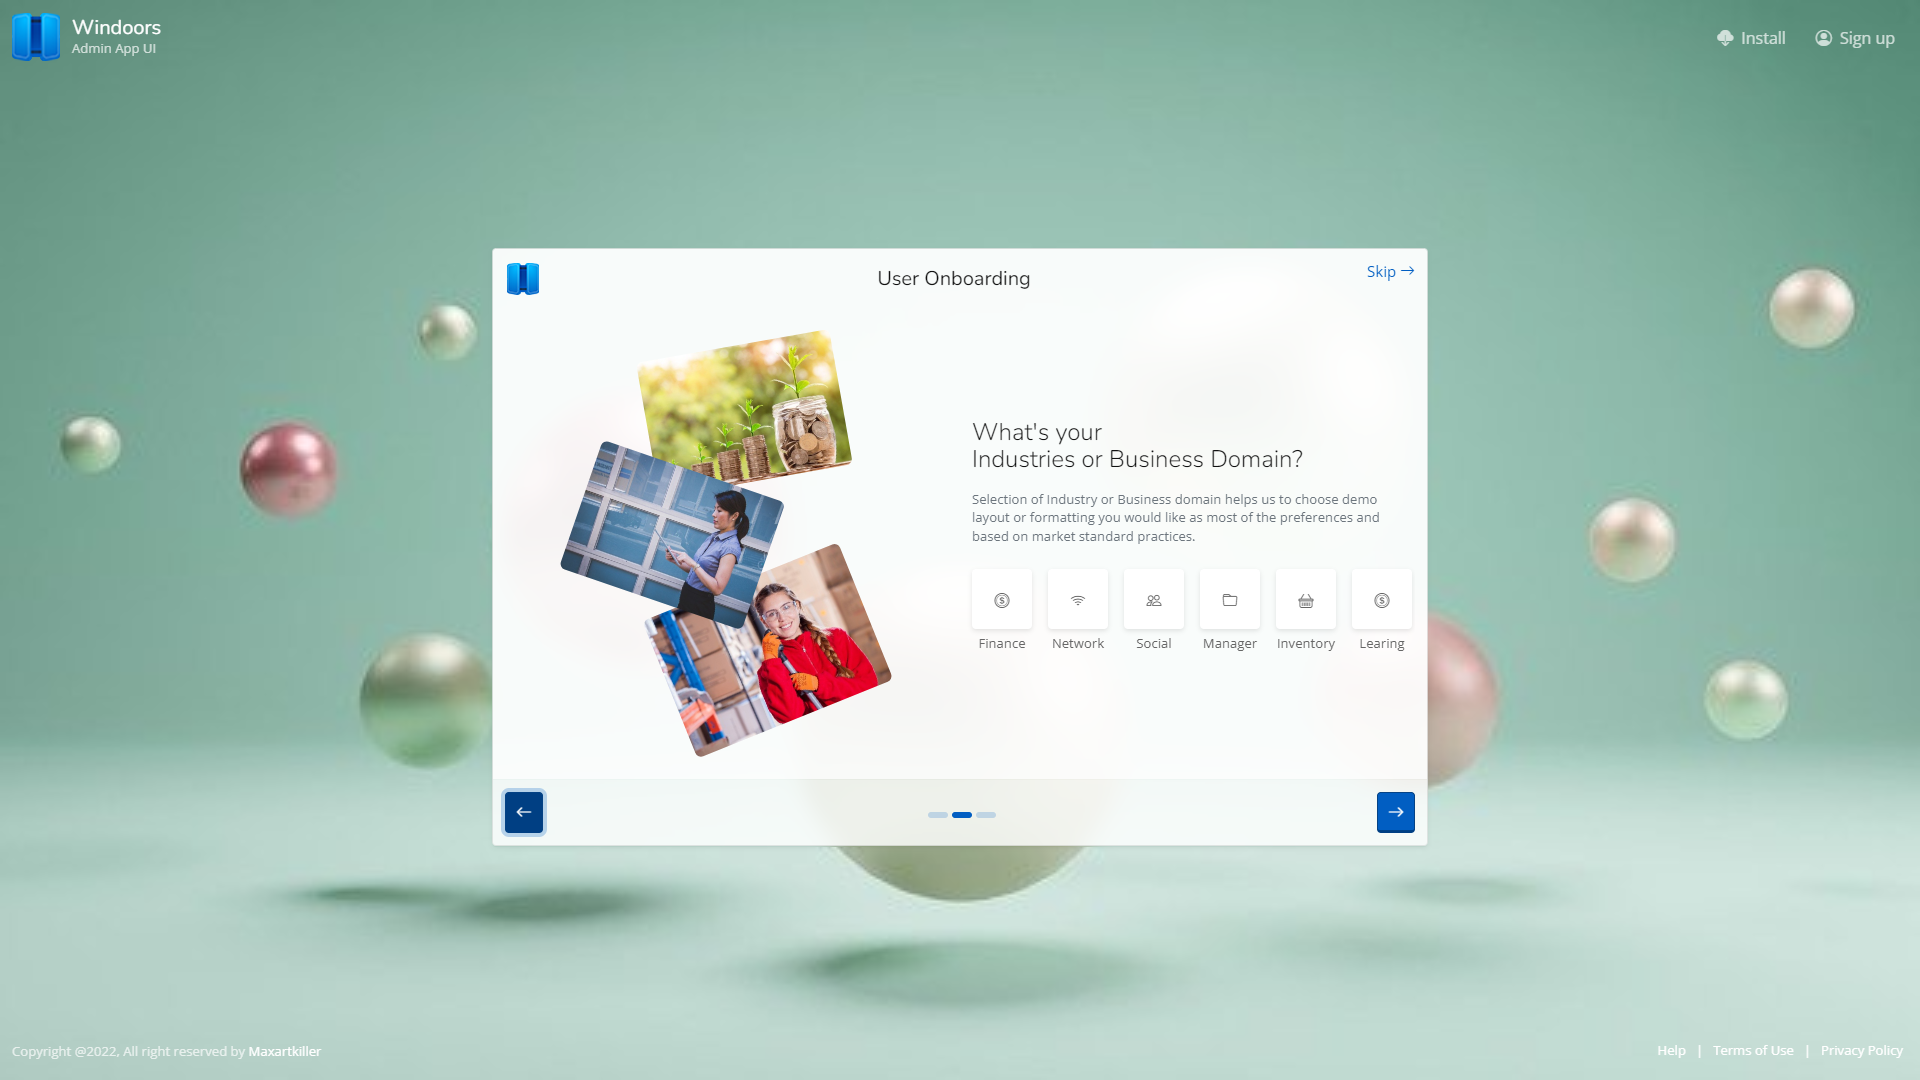 Windoors
Admin App UI
Install
Sign up
User Onboarding
Skip
What's your
Industries or Business Domain?
Selection of Industry or Business domain helps us to choose demo
layout or formatting you would like as most of the preferences and
based on market standard practices.
Finance
Network
Social
Manager
Inventory
Learing
Copyright @2022, All right reserved by Maxartkiller
Help | Terms of Use | Privacy Policy